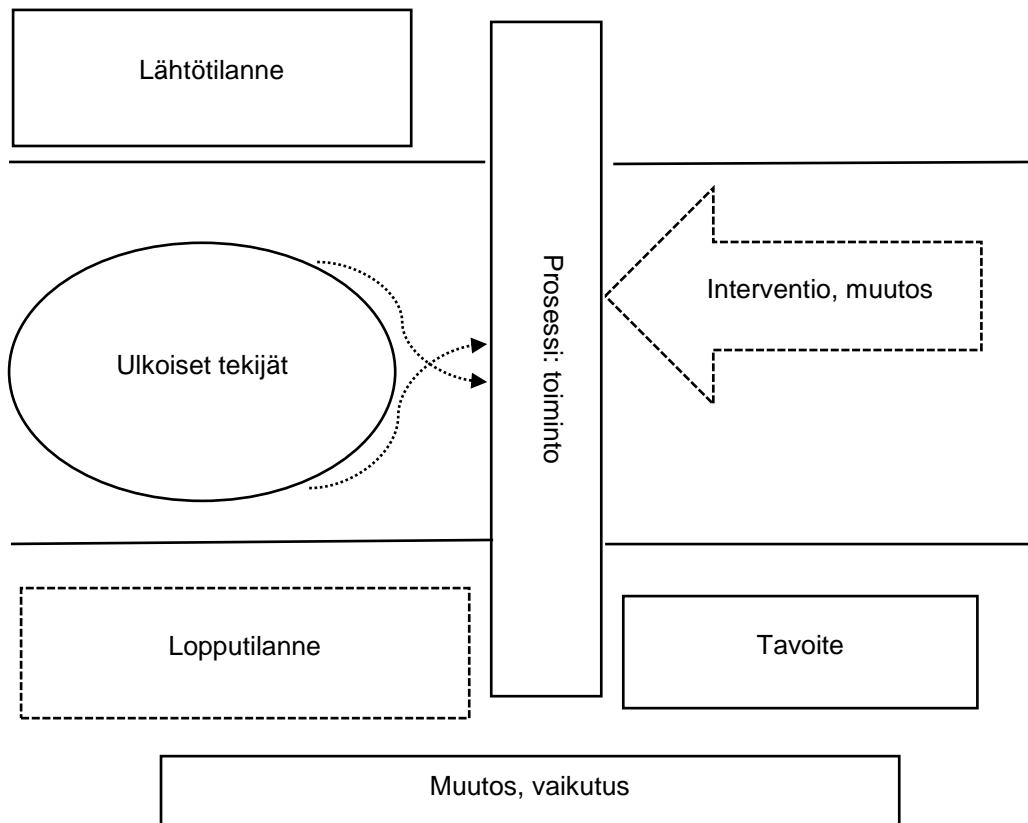 Lähtötilanne
Ulkoiset tekijät
Prosessi: toiminto
Interventio, muutos
Lopputilanne
Tavoite
Muutos, vaikutus